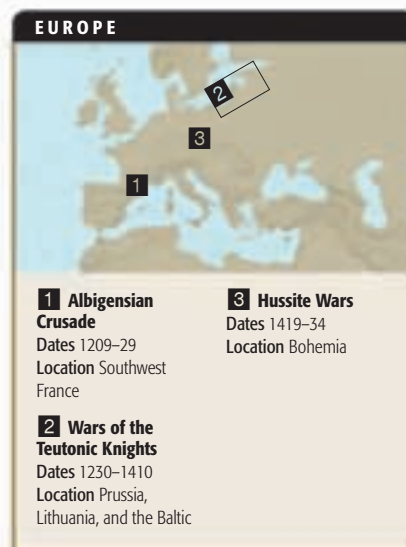 EUROPE
2
3
1
1 Albigensian
Crusade
Dates 1209–29
Location Southwest
France
2 Wars of the
Teutonic Knights
Dates 1230–1410
Location Prussia,
Lithuania, and the Baltic
3 Hussite Wars
Dates 1419–34
Location Bohemia